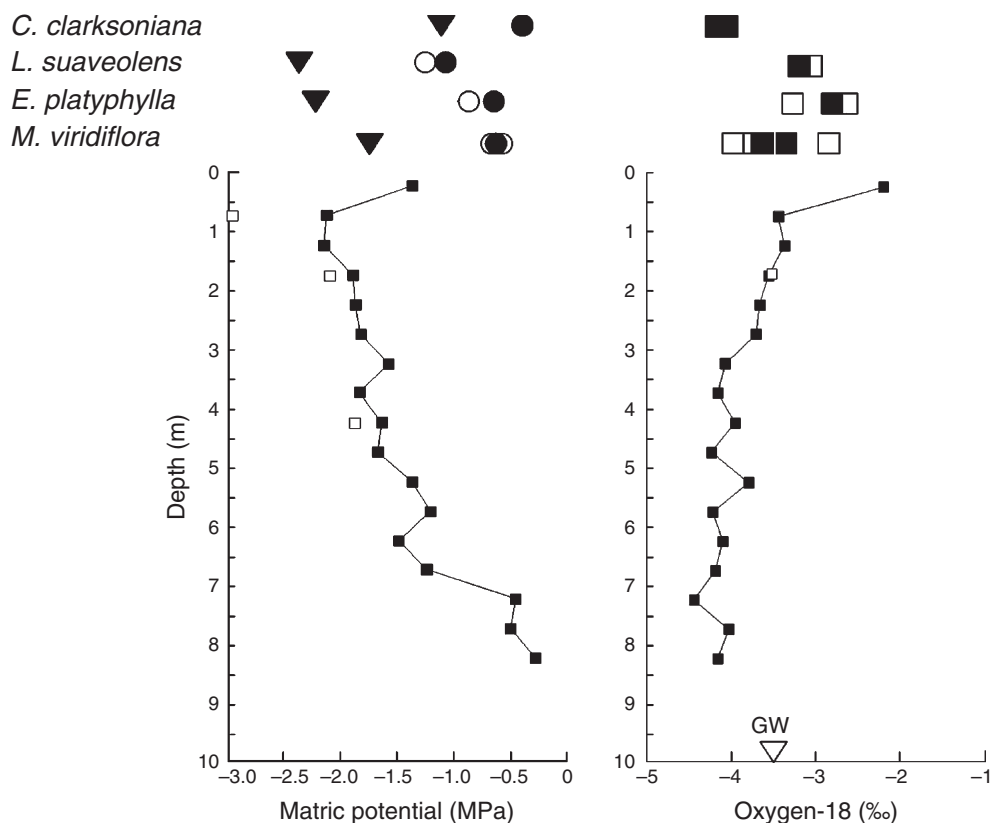 C. clarksoniana
L. suaveolens
E. platyphylla
M. viridiflora
0
1
2
3
4
5
6
7
8
9
10
Depth (m)
–3.0 –2.5 –2.0 –1.5 –1.0 –0.5 0
Matric potential (MPa)
0
1
2
3
4
5
6
7
8
9
10
GW
–5 –4 –3 –2 –1
Oxygen-18 (‰)